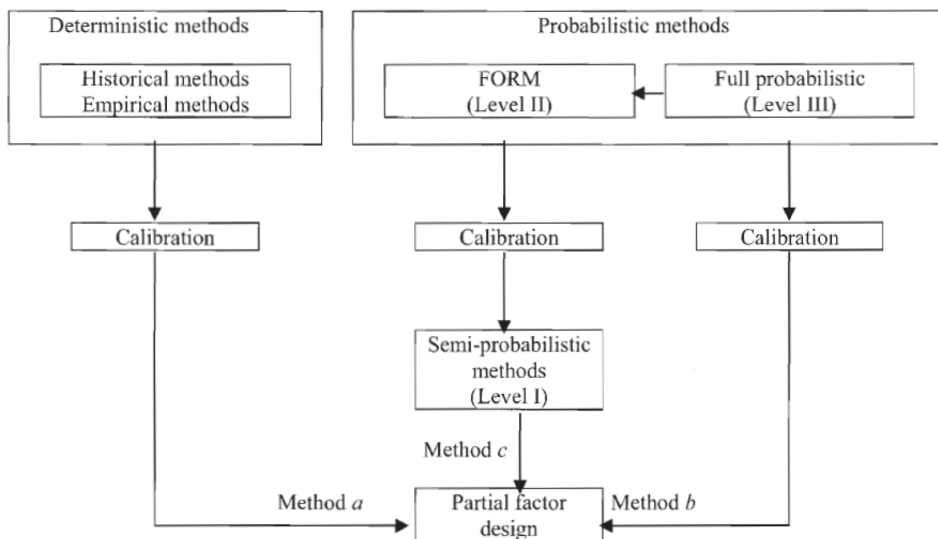 Deterministic methods
Probabilistic methods
Historical methods
Empirical methods
FORM
(Level II)
Full probabilistic
(Level III)
Calibration
Calibration
Calibration
Semi-probabilistic
methods
(Level I)
Method c
Method a
Partial factor
design
Method b